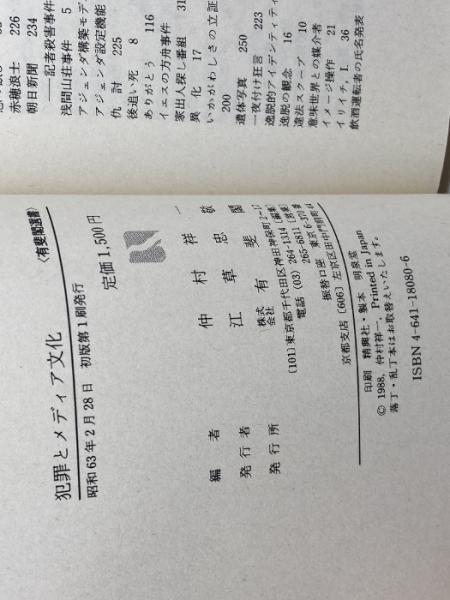 赤穂浪士 226
朝日新聞 234
――記者殺害事件
浅間山荘事件 5
アジェンダ構築モデ
アジェンダ設定機能
仇討 225
後追い死 8
ありがとう 116
イエスの方舟事件
家出人探し番組 31
異化 17
いかがわしさの立証
200
遺体写真 250
一夜付け狂言 223
逸脱的アイデンティティ
逸脱の観念 16
違法スクープ 10
意味世界との媒介者
イメージ操作 21
イリイチ, I. 36
飲酒運転者の氏名発表
犯罪とメディア文化 〈有斐閣選書〉
昭和63年2月28日 初版第1刷発行 定価1,500円
編者 仲村祥一
発行者 江草忠敬
発行所 株式会社 有斐閣
(101)東京都千代田区神田神保町2-17
電話(03) 264-1314(編集)
265-6811(営業)
振替口座 東京6-370番
京都支店〔606〕左京区田中門前町44
印刷 精興社・製本 明泉堂
© 1988, 仲村祥一. Printed in Japan
落丁・乱丁本はお取替えいたします。
ISBN 4-641-18080-6